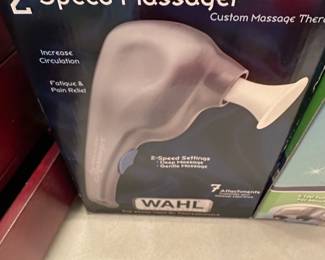 2 Speed Massager
Custom Massage Ther
Increase
Circulation
Fatigue &
Pain Relief
2-Speed Settings
- Deep Massage
- Gentle Massage
7 Attachments
WAHL